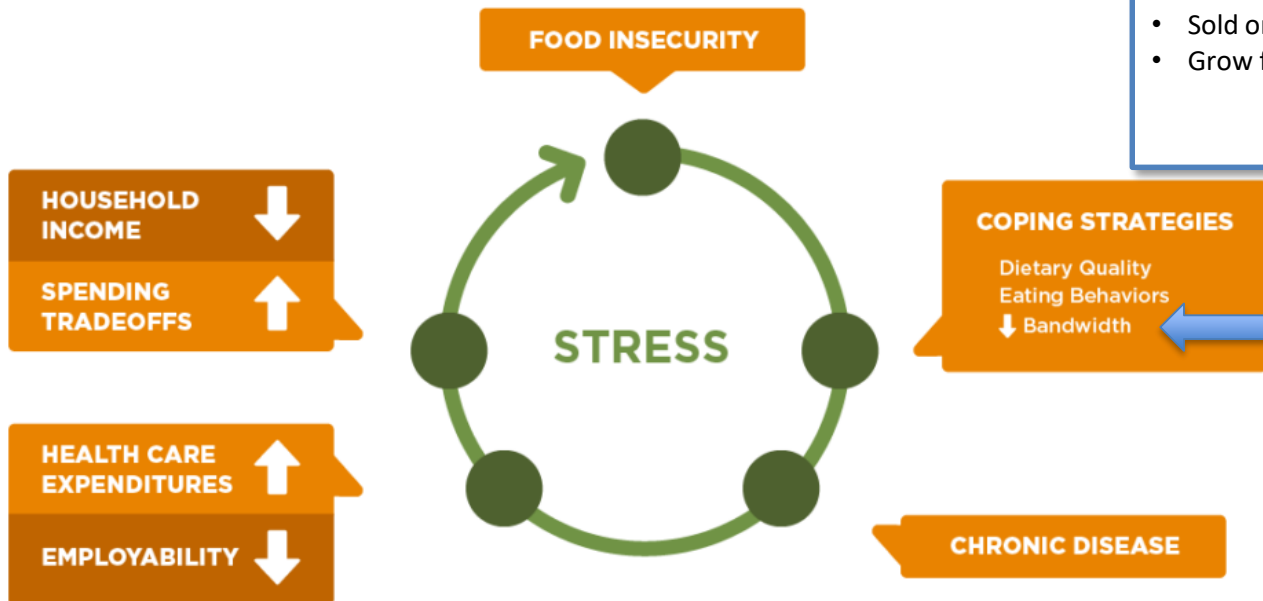 FOOD INSECURITY
• Sold
• Grow
HOUSEHOLD
INCOME
SPENDING
TRADEOFFS
COPING STRATEGIES
Dietary Quality
Eating Behaviors
Bandwidth
STRESS
HEALTH CARE
EXPENDITURES
EMPLOYABILITY
CHRONIC DISEASE